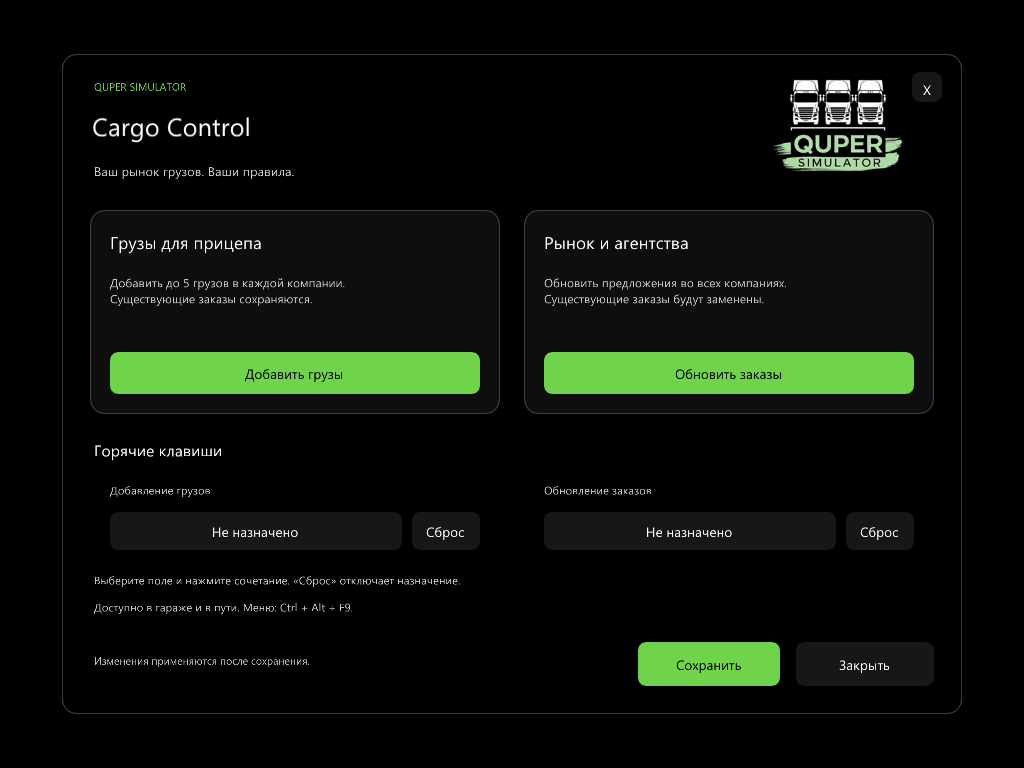 QUPER SIMULATOR
Cargo Control
Ваш рынок грузов. Ваши правила.
QUPER
SIMULATOR
X
Грузы для прицепа
Добавить до 5 грузов в каждой компании.
Существующие заказы сохраняются.
Добавить грузы
Рынок и агентства
Обновить предложения во всех компаниях.
Существующие заказы будут заменены.
Обновить заказы
Горячие клавиши
Добавление грузов
Не назначено
Сброс
Обновление заказов
Не назначено
Сброс
Выберите поле и нажмите сочетание. «Сброс» отключает назначение.
Доступно в гараже и в пути. Меню: Ctrl + Alt + F9.
Изменения применяются после сохранения.
Сохранить
Закрыть